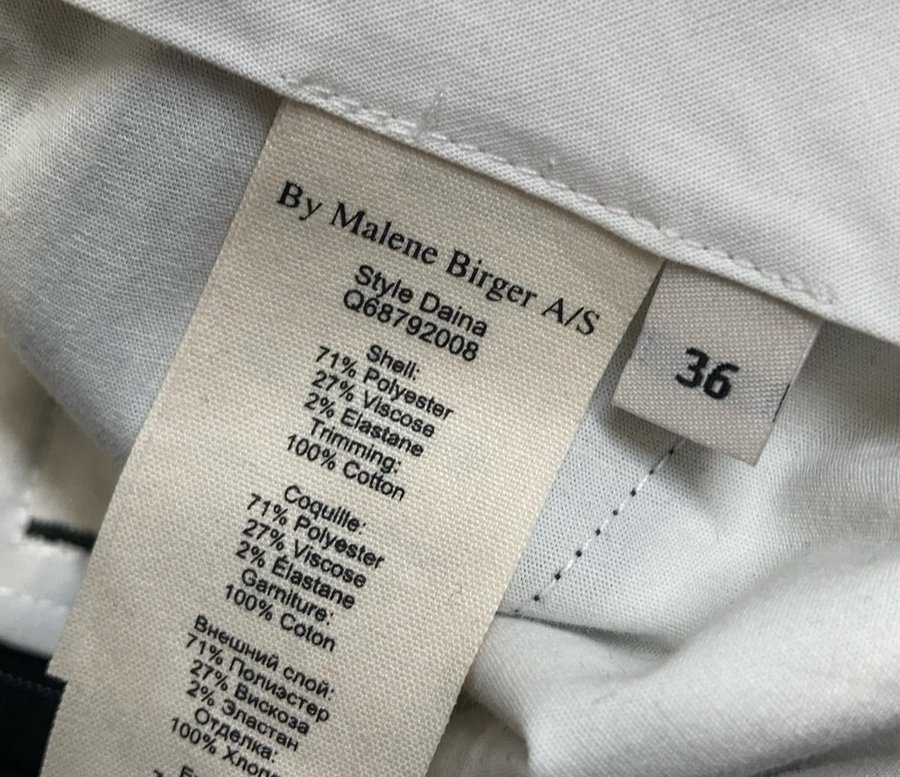 By Malene Birger A/S
Style Daina
Q68792008
Shell:
71% Polyester
27% Viscose
2% Elastane
Trimming:
100% Cotton
Coquille:
71% Polyester
27% Viscose
2% Élastane
Garniture:
100% Coton
Внешний слой:
71% Полиэстер
27% Вискоза
2% Эластан
Отделка:
100%
36